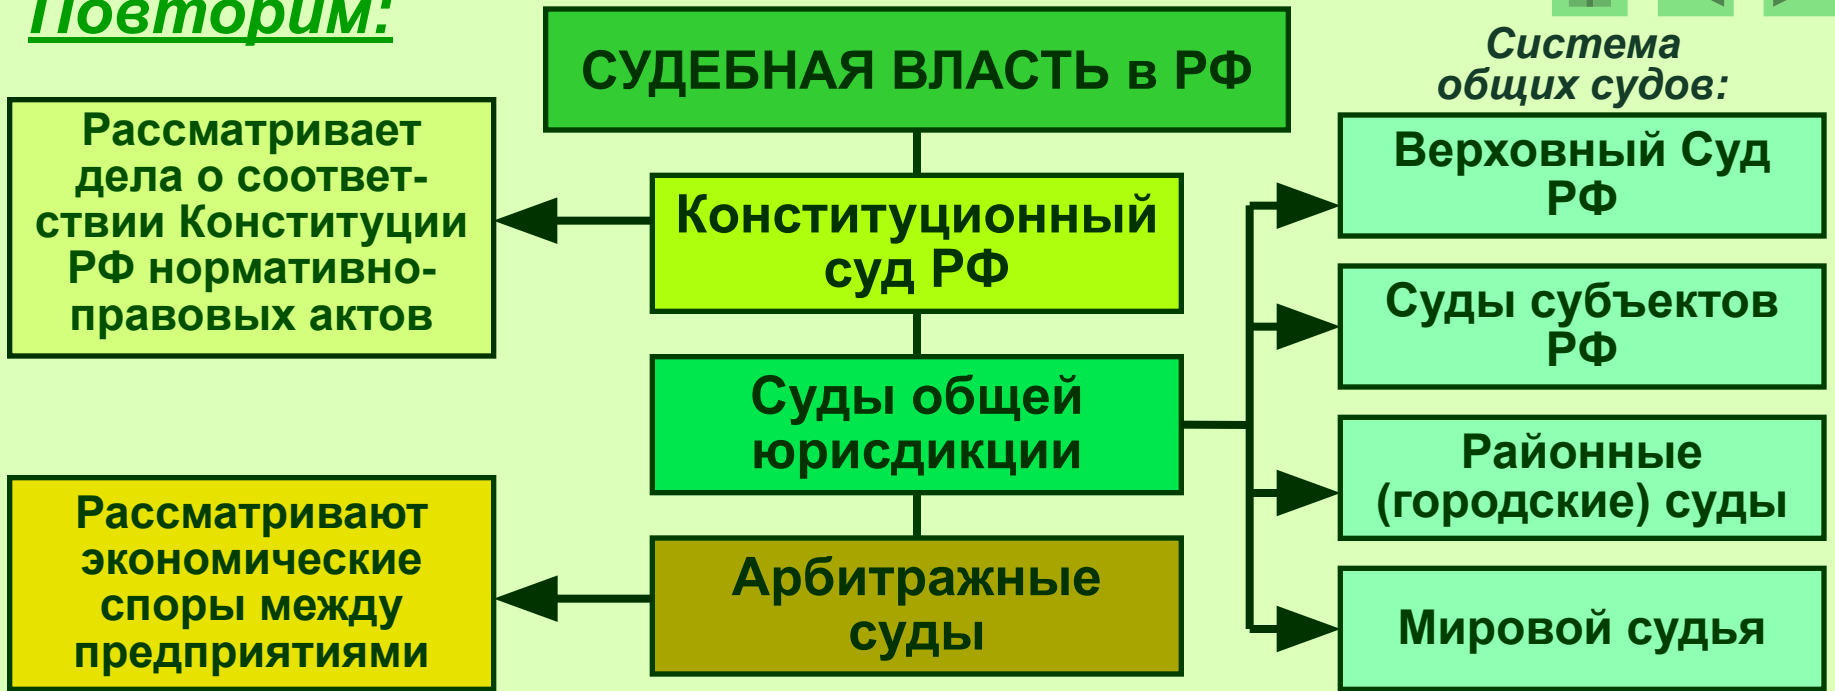 Повторим:
СУДЕБНАЯ ВЛАСТЬ в РФ
Система
общих судов:
Рассматривает
дела о соответ-
ствии Конституции
РФ нормативно-
правовых актов
Конституционный
суд РФ
Верховный Суд
РФ
Суды субъектов
РФ
Суды общей
юрисдикции
Районные
(городские) суды
Рассматривают
экономические
споры между
предприятиями
Арбитражные
суды
Мировой судья